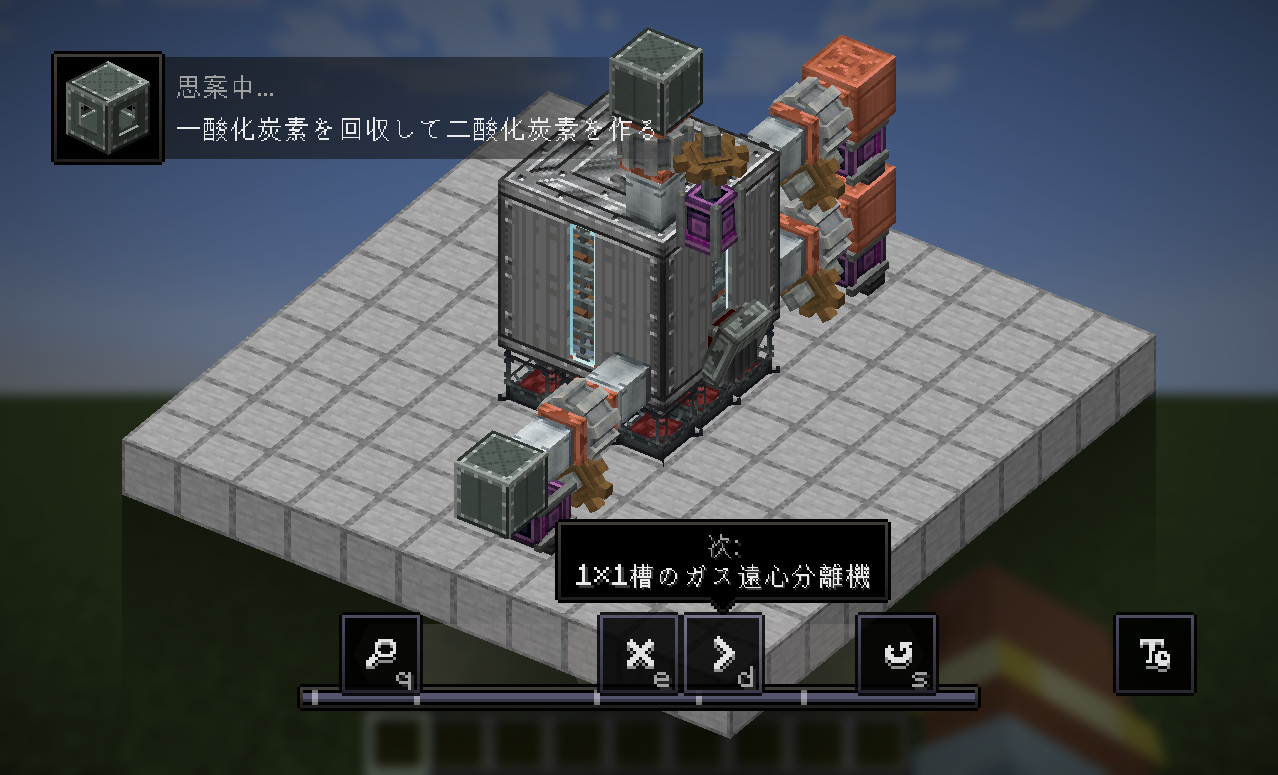 思案中...
一酸化炭素を回収して二酸化炭素を作る
次:
1×1槽のガス遠心分離機
q
e
d
s